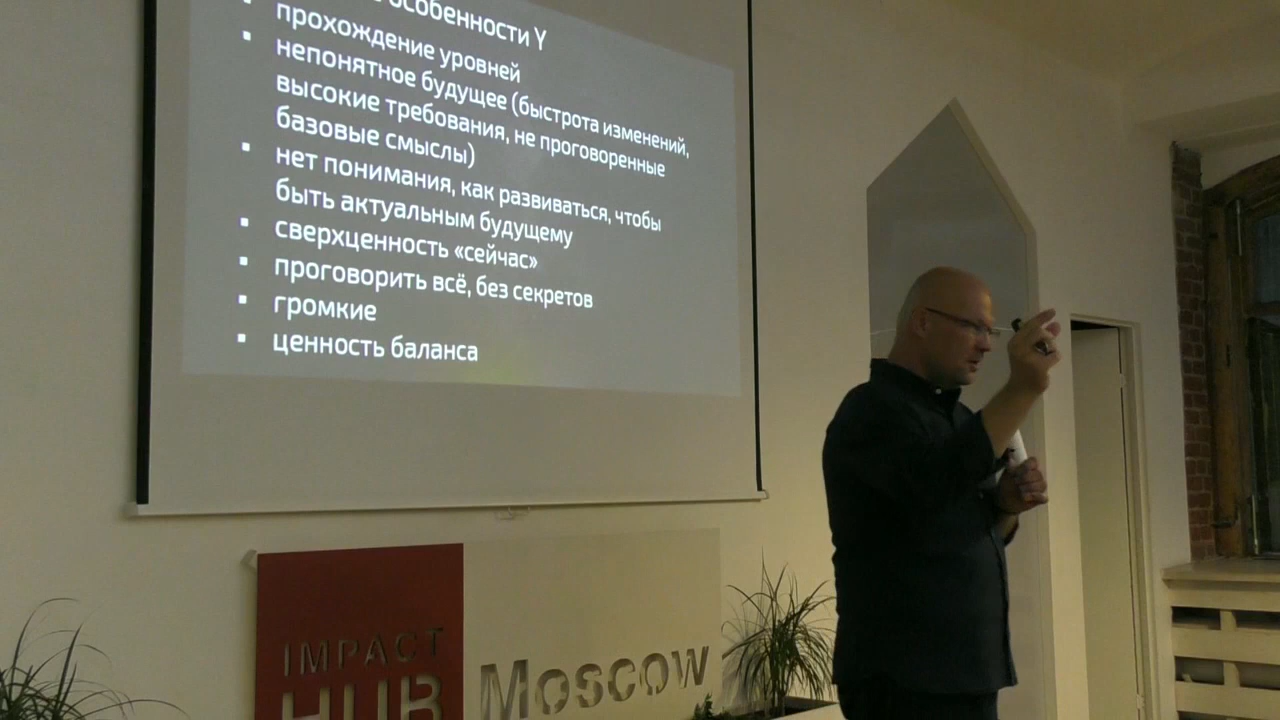 особенности Y
▪ прохождение уровней
▪ непонятное будущее (быстрота изменений,
высокие требования, не проговоренные
базовые смыслы)
▪ нет понимания, как развиваться, чтобы
быть актуальным будущему
▪ сверхценность «сейчас»
▪ проговорить всё, без секретов
▪ громкие
▪ ценность баланса
IMPACT
HUB
Moscow